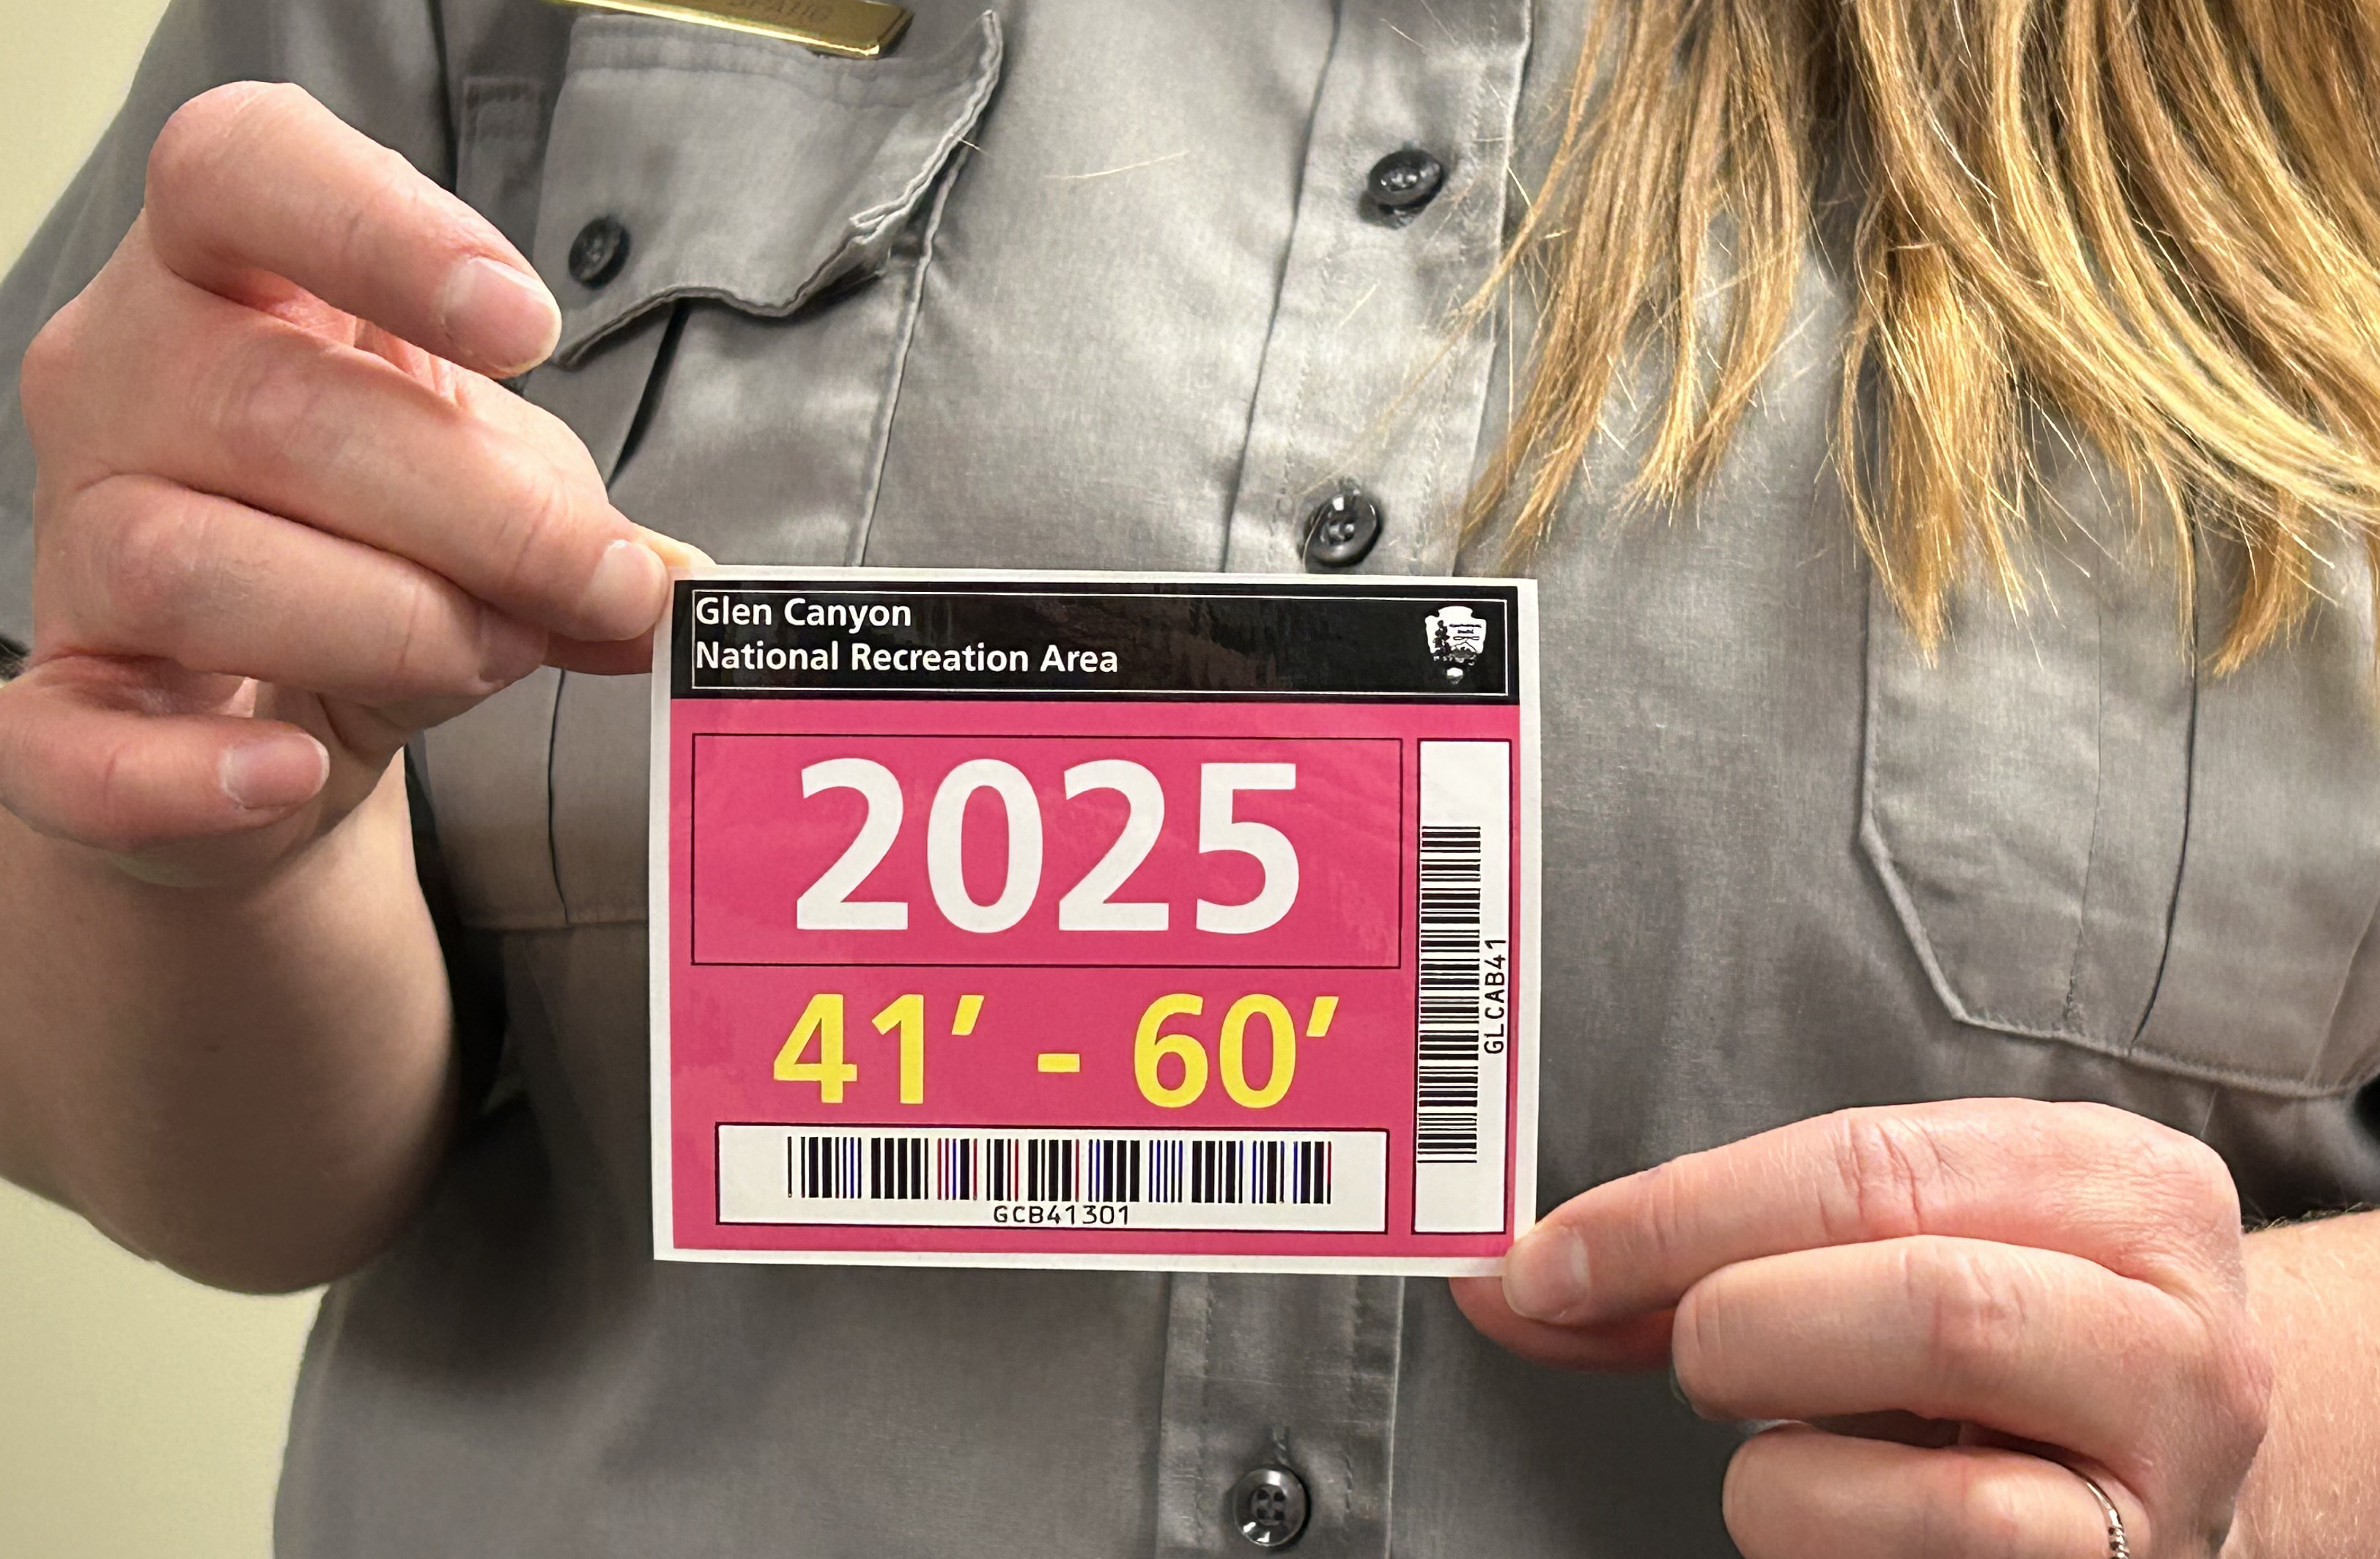 Glen Canyon
National Recreation Area
2025
41’ - 60’
GLCAB41
GCB41301